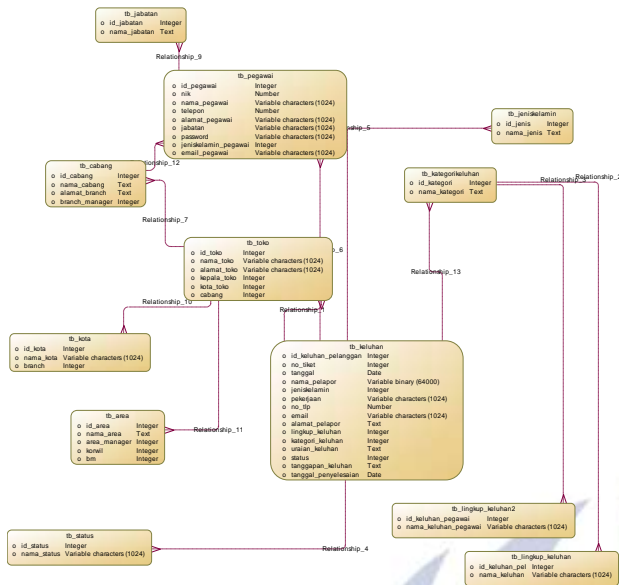 tb_jabatan
o id_jabatan Integer
o nama_jabatan Text
Relationship_9
tb_pegawai
o id_pegawai Integer
o nik Number
o nama_pegawai Variable characters (1024)
o telepon Number
o alamat_pegawai Variable characters (1024)
o jabatan Variable characters (1024)
o password Variable characters (1024)
o jeniskelamin_pegawai Integer
o email_pegawai Variable characters (1024)
tb_jeniskelamin
o id_jenis Integer
o nama_jenis Text
tb_cabang
o id_cabang Integer
o nama_cabang Text
o alamat_branch Text
o branch_manager Integer
tb_kategorikeluhan
o id_kategori Integer
o nama_kategori Text
Relationship_3
Relationship_7
tb_toko
o id_toko Integer
o nama_toko Variable characters (1024)
o alamat_toko Variable characters (1024)
o kepala_toko Integer
o kota_toko Integer
o cabang Integer
Relationship_13
Relationship_10
Relationship_1
tb_kota
o id_kota Integer
o nama_kota Variable characters (1024)
o branch Integer
tb_keluhan
o id_keluhan_pelanggan Integer
o no_tiket Integer
o tanggal Date
o nama_pelapor Variable binary (64000)
o jeniskelamin Integer
o pekerjaan Variable characters (1024)
o no_tlp Number
o email Variable characters (1024)
o alamat_pelapor Text
o lingkup_keluhan Integer
o kategori_keluhan Integer
o uraian_keluhan Text
o status Integer
o tanggapan_keluhan Text
o tanggal_penyelesaian Date
tb_area
o id_area Integer
o nama_area Text
o area_manager Integer
o korwil Integer
o bm Integer
Relationship_11
tb_lingkup_keluhan2
o id_keluhan_pegawai Integer
o nama_keluhan_pegawai Variable characters (1024)
tb_status
o id_status Integer
o nama_status Variable characters (1024)
Relationship_4
tb_lingkup_keluhan
o id_keluhan_pel Integer
o nama_keluhan Variable characters (1024)